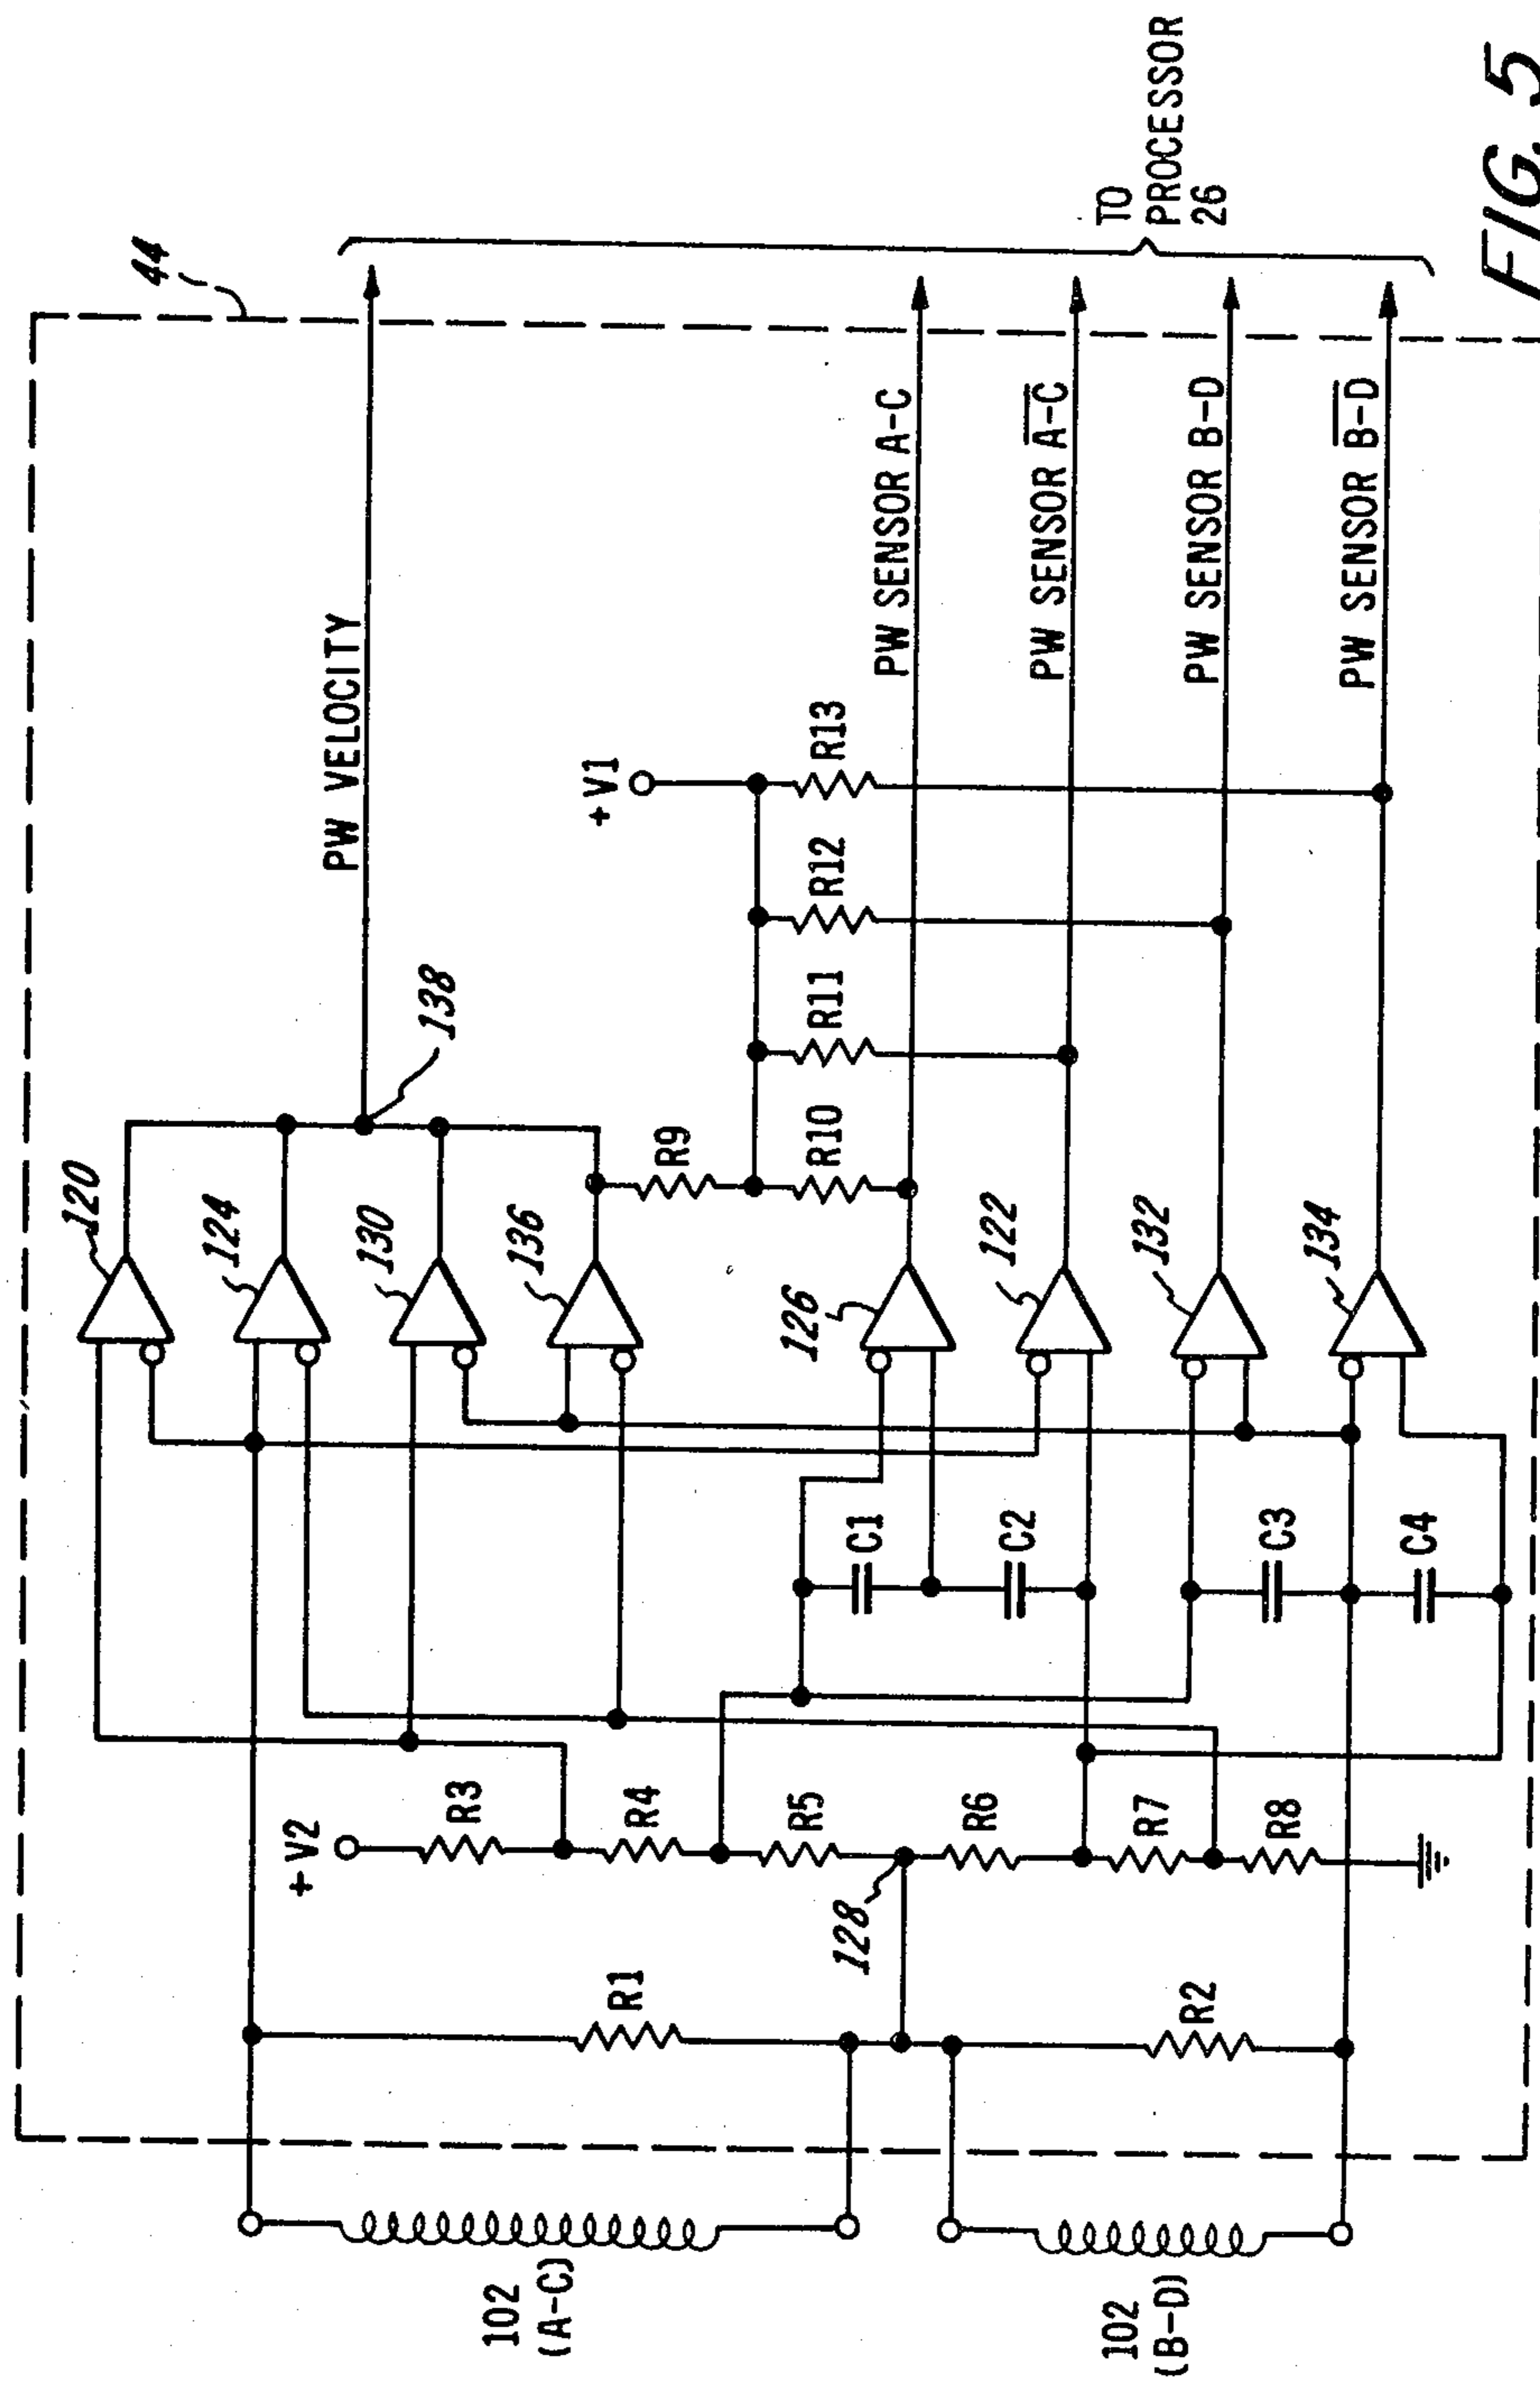 44
120
124
130
136
138
PW VELOCITY
+V1
R9
R10
R11
R12
R13
126
122
132
134
PW SENSOR A-C
PW SENSOR A̅-̅C̅
PW SENSOR B-D
PW SENSOR B̅-̅D̅
TO
PROCESSOR
26
C1
C2
C3
C4
+V2
R3
R4
R5
R6
R7
R8
128
R1
R2
102
(A-C)
102
(B-D)
FIG. 5